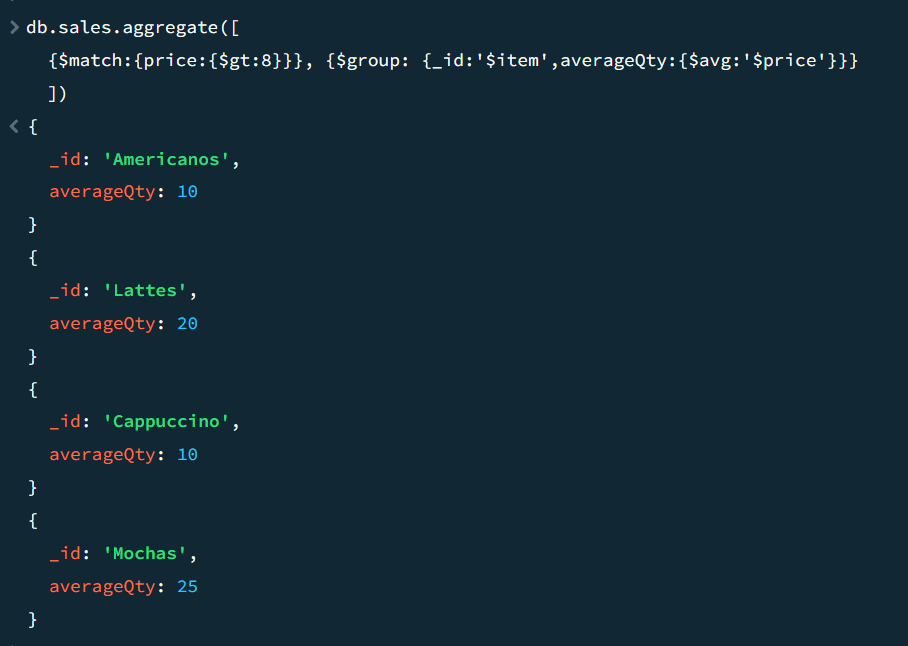 db.sales.aggregate([
{$match:{price:{$gt:8}}}, {$group: {_id:'$item',averageQty:{$avg:'$price'}}}
])
{
_id: 'Americanos',
averageQty: 10
}
{
_id: 'Lattes',
averageQty: 20
}
{
_id: 'Cappuccino',
averageQty: 10
}
{
_id: 'Mochas',
averageQty: 25
}